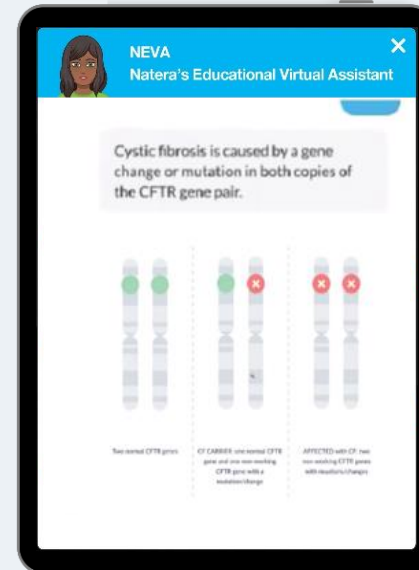 NEVA
Natera's Educational Virtual Assistant
Cystic fibrosis is caused by a gene
change or mutation in both copies of
the CFTR gene pair.
Two normal CFTR genes
CF CARRIER: one normal CFTR
gene and one non-working
CFTR gene with a
mutation/change
AFFECTED with CF: two
non-working CFTR genes
with mutations/changes